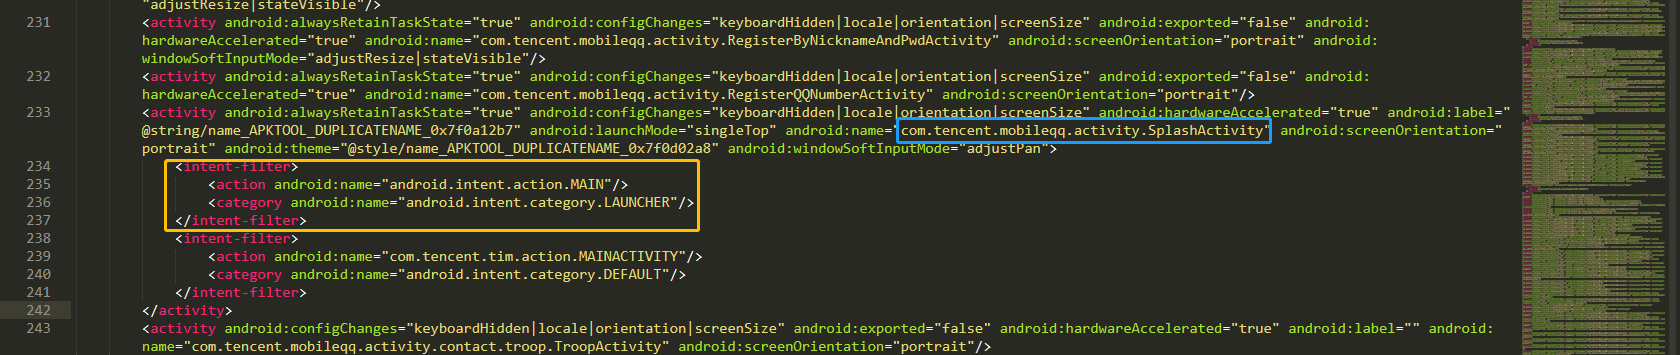 "adjustResize|stateVisible"/>
231 <activity android:alwaysRetainTaskState="true" android:configChanges="keyboardHidden|locale|orientation|screenSize" android:exported="false" android:
hardwareAccelerated="true" android:name="com.tencent.mobileqq.activity.RegisterByNicknameAndPwdActivity" android:screenOrientation="portrait" android:
windowSoftInputMode="adjustResize|stateVisible"/>
232 <activity android:alwaysRetainTaskState="true" android:configChanges="keyboardHidden|locale|orientation|screenSize" android:exported="false" android:
hardwareAccelerated="true" android:name="com.tencent.mobileqq.activity.RegisterQQNumberActivity" android:screenOrientation="portrait"/>
233 <activity android:alwaysRetainTaskState="true" android:configChanges="keyboardHidden|locale|orientation|screenSize" android:hardwareAccelerated="true" android:label="
@string/name_APKTOOL_DUPLICATENAME_0x7f0a12b7" android:launchMode="singleTop" android:name="com.tencent.mobileqq.activity.SplashActivity" android:screenOrientation="
portrait" android:theme="@style/name_APKTOOL_DUPLICATENAME_0x7f0d02a8" android:windowSoftInputMode="adjustPan">
234 <intent-filter>
235 <action android:name="android.intent.action.MAIN"/>
236 <category android:name="android.intent.category.LAUNCHER"/>
237 </intent-filter>
238 <intent-filter>
239 <action android:name="com.tencent.tim.action.MAINACTIVITY"/>
240 <category android:name="android.intent.category.DEFAULT"/>
241 </intent-filter>
242 </activity>
243 <activity android:configChanges="keyboardHidden|locale|orientation|screenSize" android:exported="false" android:hardwareAccelerated="true" android:label="" android:
name="com.tencent.mobileqq.activity.contact.troop.TroopActivity" android:screenOrientation="portrait"/>